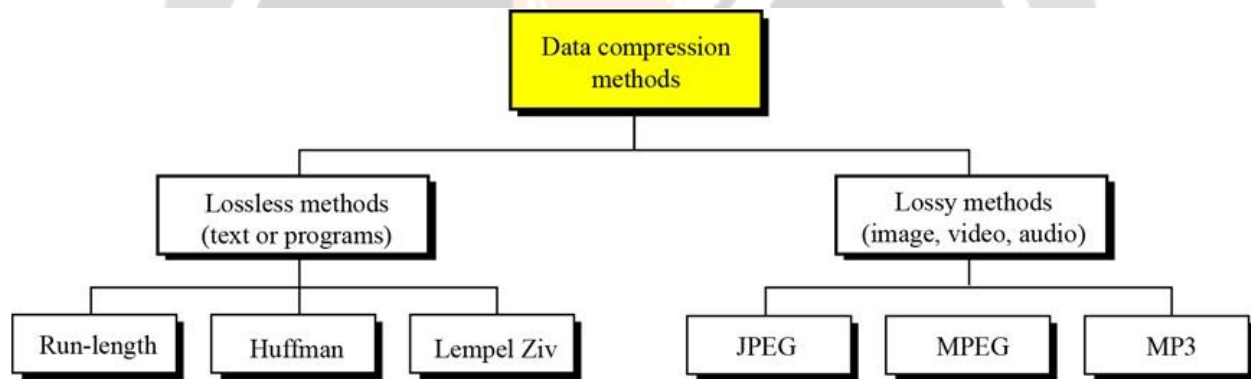 Data compression
methods
Lossless methods
(text or programs)
Lossy methods
(image, video, audio)
Run-length
Huffman
Lempel Ziv
JPEG
MPEG
MP3